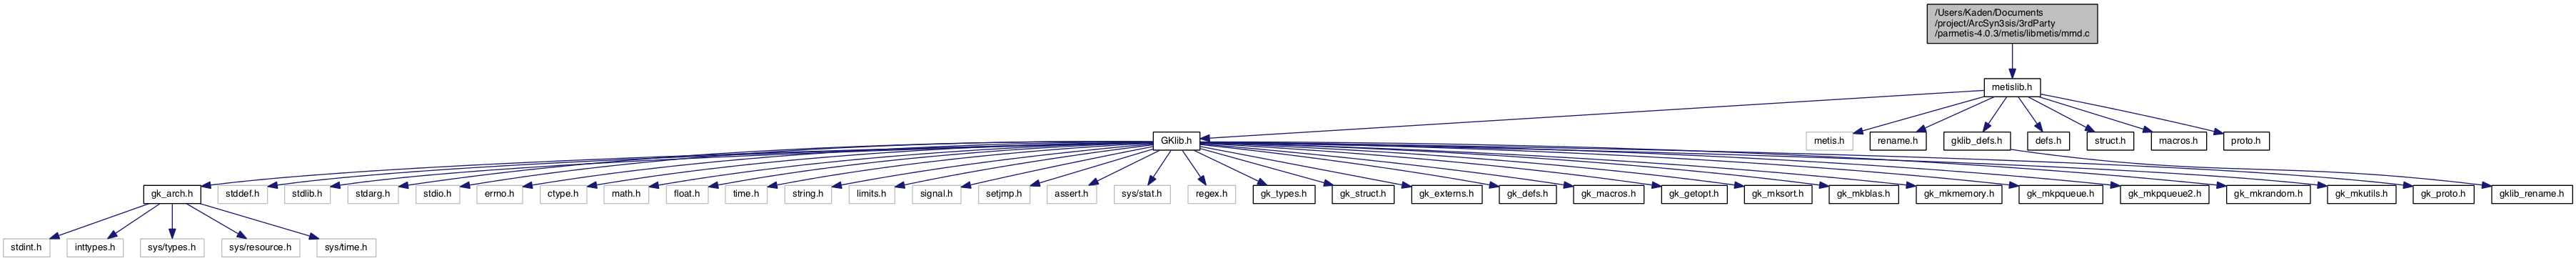 /Users/Kaden/Documents
/project/ArcSyn3sis/3rdParty
/parmetis-4.0.3/metis/libmetis/mmd.c
metislib.h
GKlib.h
metis.h
rename.h
gklib_defs.h
defs.h
struct.h
macros.h
proto.h
gk_arch.h
stddef.h
stdlib.h
stdarg.h
stdio.h
errno.h
ctype.h
math.h
float.h
time.h
string.h
limits.h
signal.h
setjmp.h
assert.h
sys/stat.h
regex.h
gk_types.h
gk_struct.h
gk_externs.h
gk_defs.h
gk_macros.h
gk_getopt.h
gk_mksort.h
gk_mkblas.h
gk_mkmemory.h
gk_mkpqueue.h
gk_mkpqueue2.h
gk_mkrandom.h
gk_mkutils.h
gk_proto.h
gklib_rename.h
stdint.h
inttypes.h
sys/types.h
sys/resource.h
sys/time.h